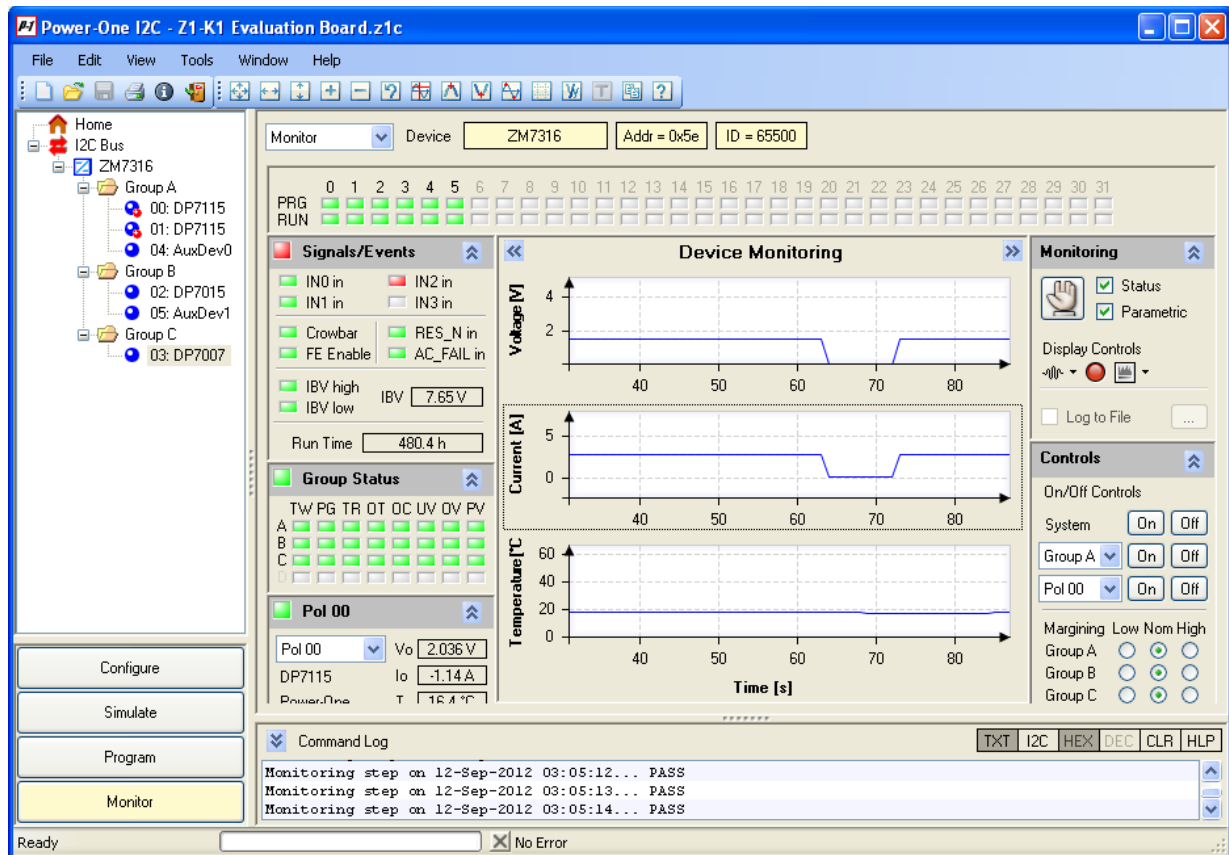 Power-One I2C - Z1-K1 Evaluation Board.z1c
File Edit View Tools Window Help
Home
I2C Bus
ZM7316
Group A
00: DP7115
01: DP7115
04: AuxDev0
Group B
02: DP7015
05: AuxDev1
Group C
03: DP7007
Configure
Simulate
Program
Monitor
Monitor Device ZM7316 Addr = 0x5e ID = 65500
0 1 2 3 4 5 6 7 8 9 10 11 12 13 14 15 16 17 18 19 20 21 22 23 24 25 26 27 28 29 30 31
PRG
RUN
Signals/Events
IN0 in IN2 in
IN1 in IN3 in
Crowbar RES_N in
FE Enable AC_FAIL in
IBV high
IBV low
IBV 7.65 V
Run Time 480.4 h
Group Status
TW PG TR OT OC UV OV PV
A
B
C
D
Pol 00
Pol 00 Vo 2.036 V
DP7115 Io -1.14 A
Power-One T 16.4 °C
Device Monitoring
Voltage [V]
4
2
40 50 60 70 80
Current [A]
5
0
40 50 60 70 80
Temperature [°C
60
40
20
0
40 50 60 70 80
Time [s]
Monitoring
Status
Parametric
Display Controls
Log to File ...
Controls
On/Off Controls
System On Off
Group A On Off
Pol 00 On Off
Margining Low Nom High
Group A
Group B
Group C
Command Log TXT I2C HEX DEC CLR HLP
Monitoring step on 12-Sep-2012 03:05:12... PASS
Monitoring step on 12-Sep-2012 03:05:13... PASS
Monitoring step on 12-Sep-2012 03:05:14... PASS
Ready No Error